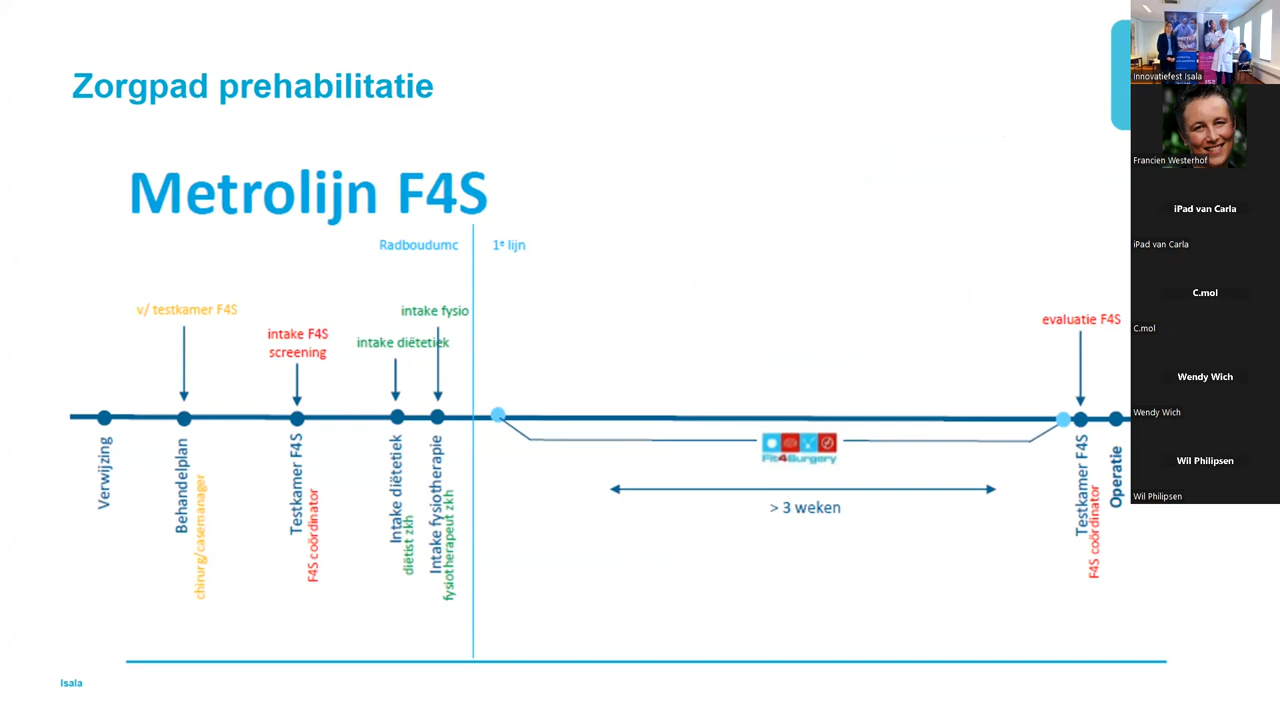 Zorgpad prehabilitatie
Metrolijn F4S
Radboudumc
1e lijn
v/ testkamer F4S
intake F4S
screening
intake diëtetiek
intake fysio
evaluatie F4S
Verwijzing
Behandelplan
chirurg/casemanager
Testkamer F4S
F4S coördinator
Intake diëtetiek
diëtist zkh
Intake fysiotherapie
fysiotherapeut zkh
Fit4Surgery
> 3 weken
Testkamer F4S
F4S coördinator
Operatie
Isala
Innovatiefest Isala
Francien Westerhof
iPad van Carla
iPad van Carla
C.mol
C.mol
Wendy Wich
Wendy Wich
Wil Philipsen
Wil Philipsen